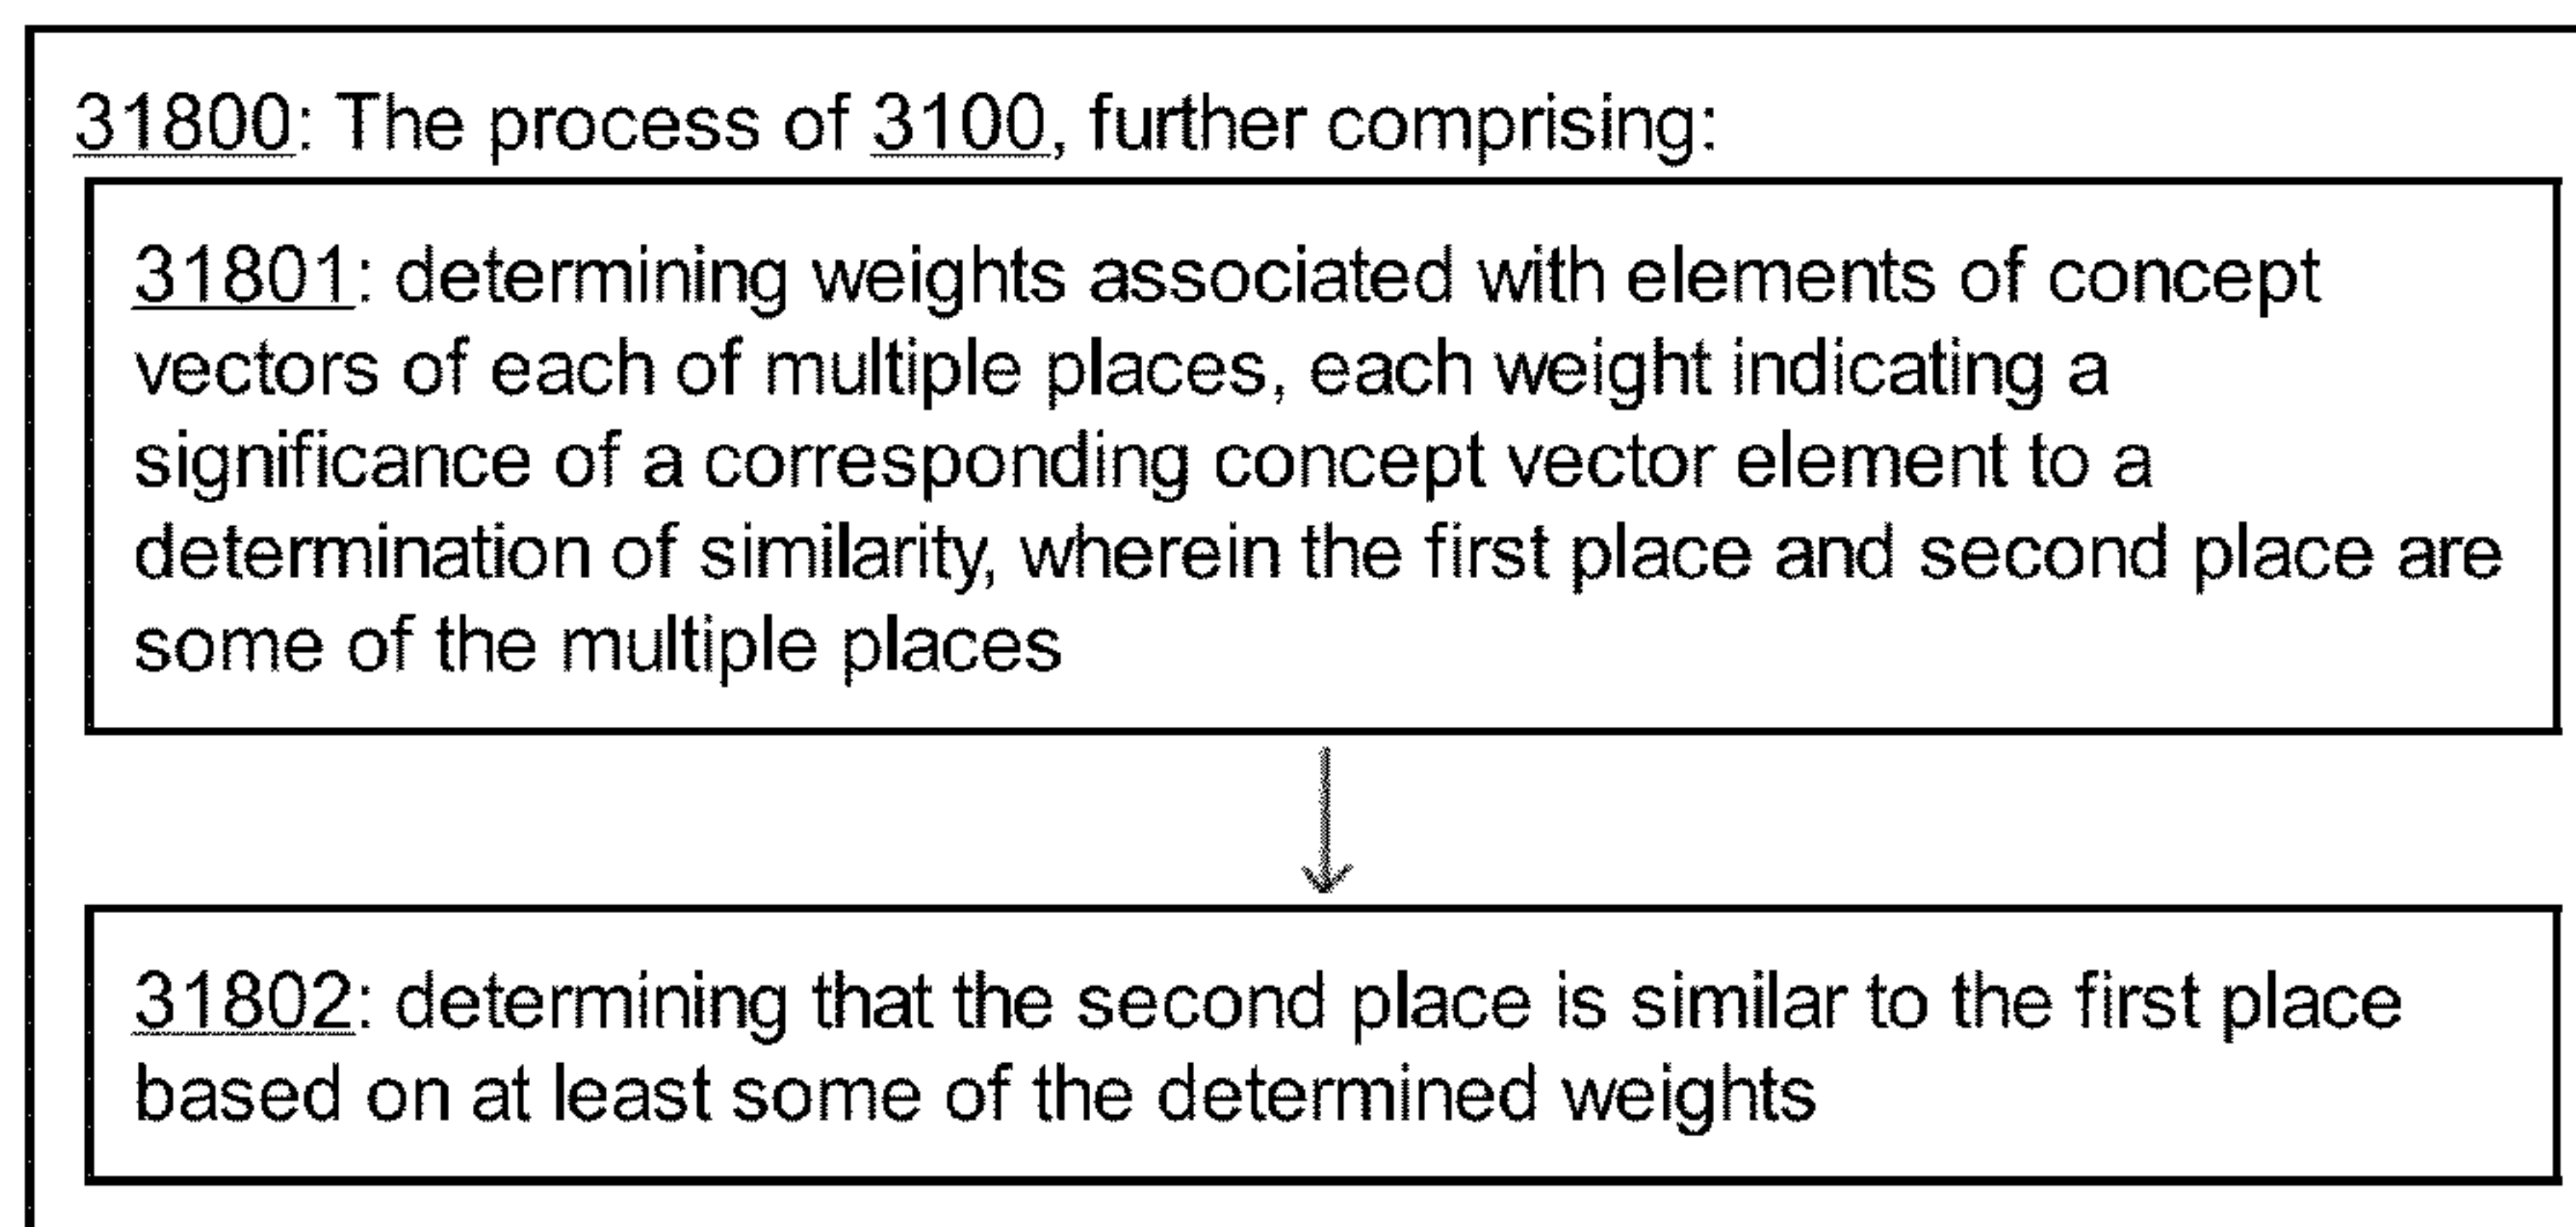 31800: The process of 3100, further comprising:
31801: determining weights associated with elements of concept
vectors of each of multiple places, each weight indicating a
significance of a corresponding concept vector element to a
determination of similarity, wherein the first place and second place are
some of the multiple places
31802: determining that the second place is similar to the first place
based on at least some of the determined weights